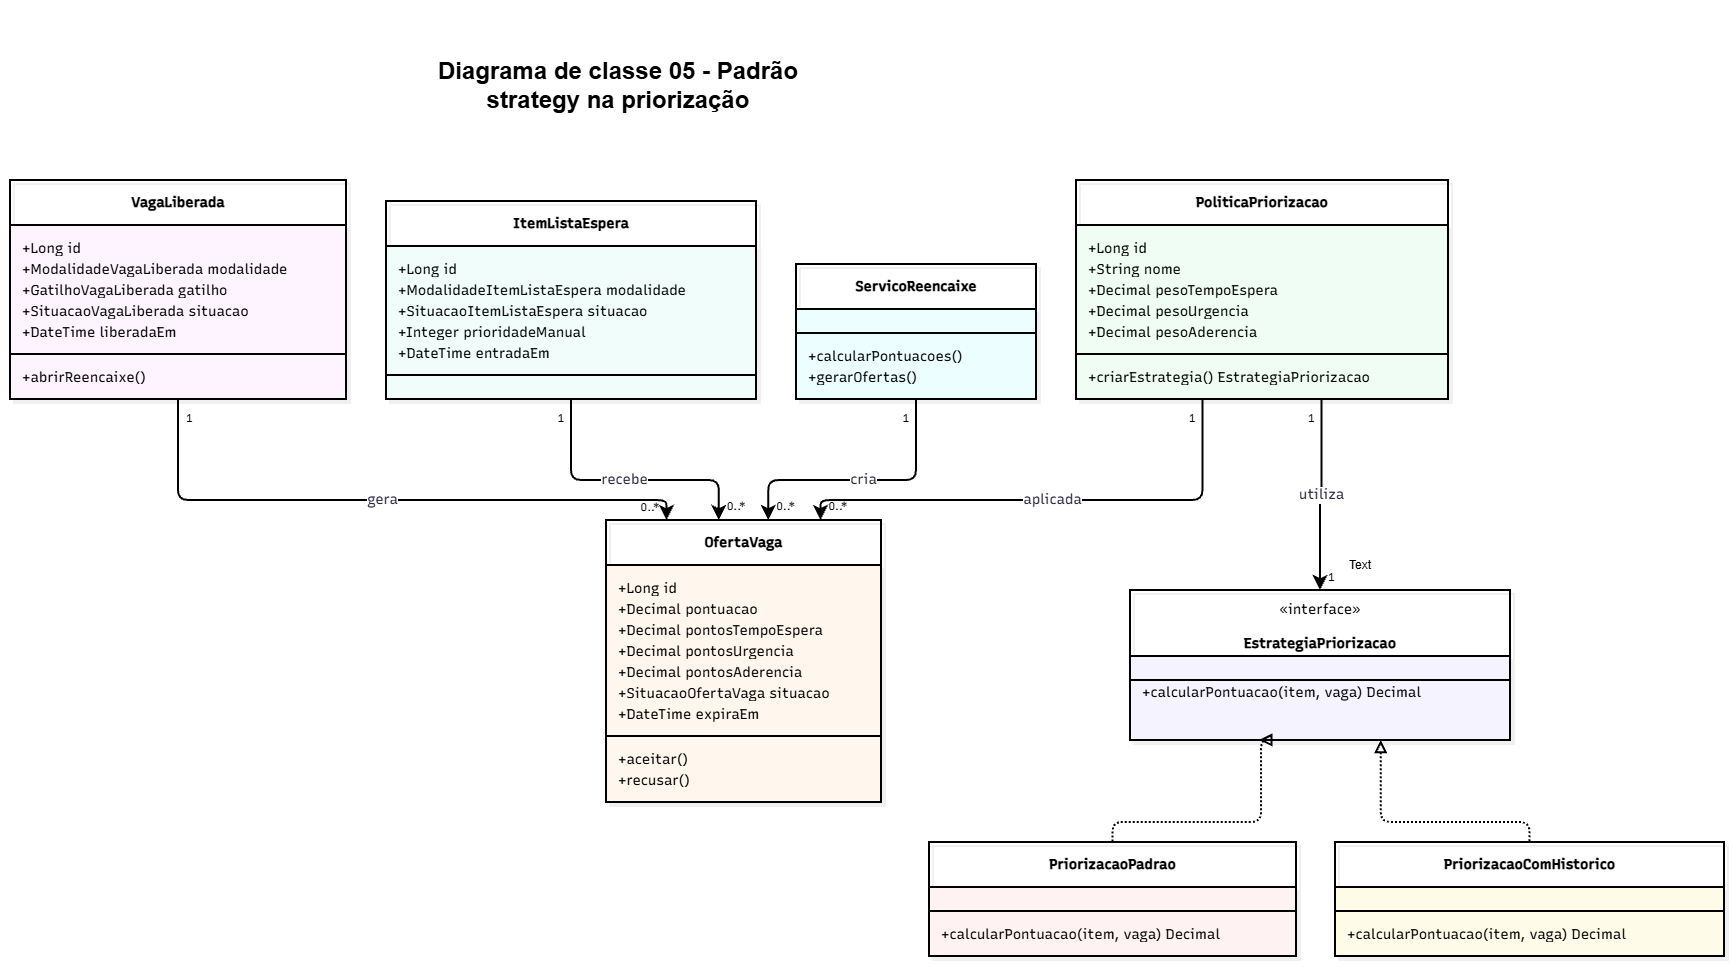 Diagrama de classe 05 - Padrão
strategy na priorização
VagaLiberada
+Long id
+ModalidadeVagaLiberada modalidade
+GatilhoVagaLiberada gatilho
+SituacaoVagaLiberada situacao
+DateTime liberadaEm
+abrirReencaixe()
ItemListaEspera
+Long id
+ModalidadeItemListaEspera modalidade
+SituacaoItemListaEspera situacao
+Integer prioridadeManual
+DateTime entradaEm
ServicoReencaixe
+calcularPontuacoes()
+gerarOfertas()
PoliticaPriorizacao
+Long id
+String nome
+Decimal pesoTempoEspera
+Decimal pesoUrgencia
+Decimal pesoAderencia
+criarEstrategia() EstrategiaPriorizacao
1
1
1
1
1
gera
recebe
cria
aplicada
utiliza
0..*
0..*
0..*
0..*
Text
1
OfertaVaga
+Long id
+Decimal pontuacao
+Decimal pontosTempoEspera
+Decimal pontosUrgencia
+Decimal pontosAderencia
+SituacaoOfertaVaga situacao
+DateTime expiraEm
+aceitar()
+recusar()
«interface»
EstrategiaPriorizacao
+calcularPontuacao(item, vaga) Decimal
PriorizacaoPadrao
+calcularPontuacao(item, vaga) Decimal
PriorizacaoComHistorico
+calcularPontuacao(item, vaga) Decimal